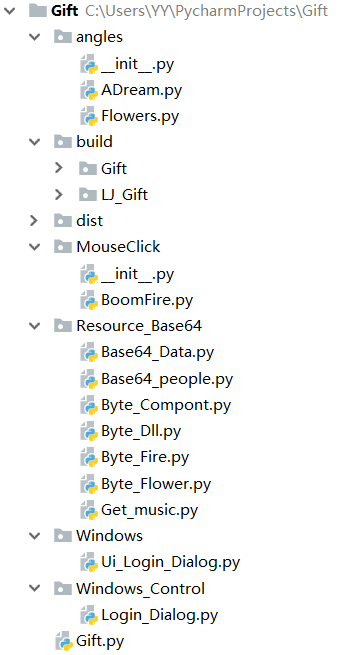 Gift C:\Users\YY\PycharmProjects\Gift
angles
__init__.py
ADream.py
Flowers.py
build
Gift
LJ_Gift
dist
MouseClick
__init__.py
BoomFire.py
Resource_Base64
Base64_Data.py
Base64_people.py
Byte_Compont.py
Byte_Dll.py
Byte_Fire.py
Byte_Flower.py
Get_music.py
Windows
Ui_Login_Dialog.py
Windows_Control
Login_Dialog.py
Gift.py